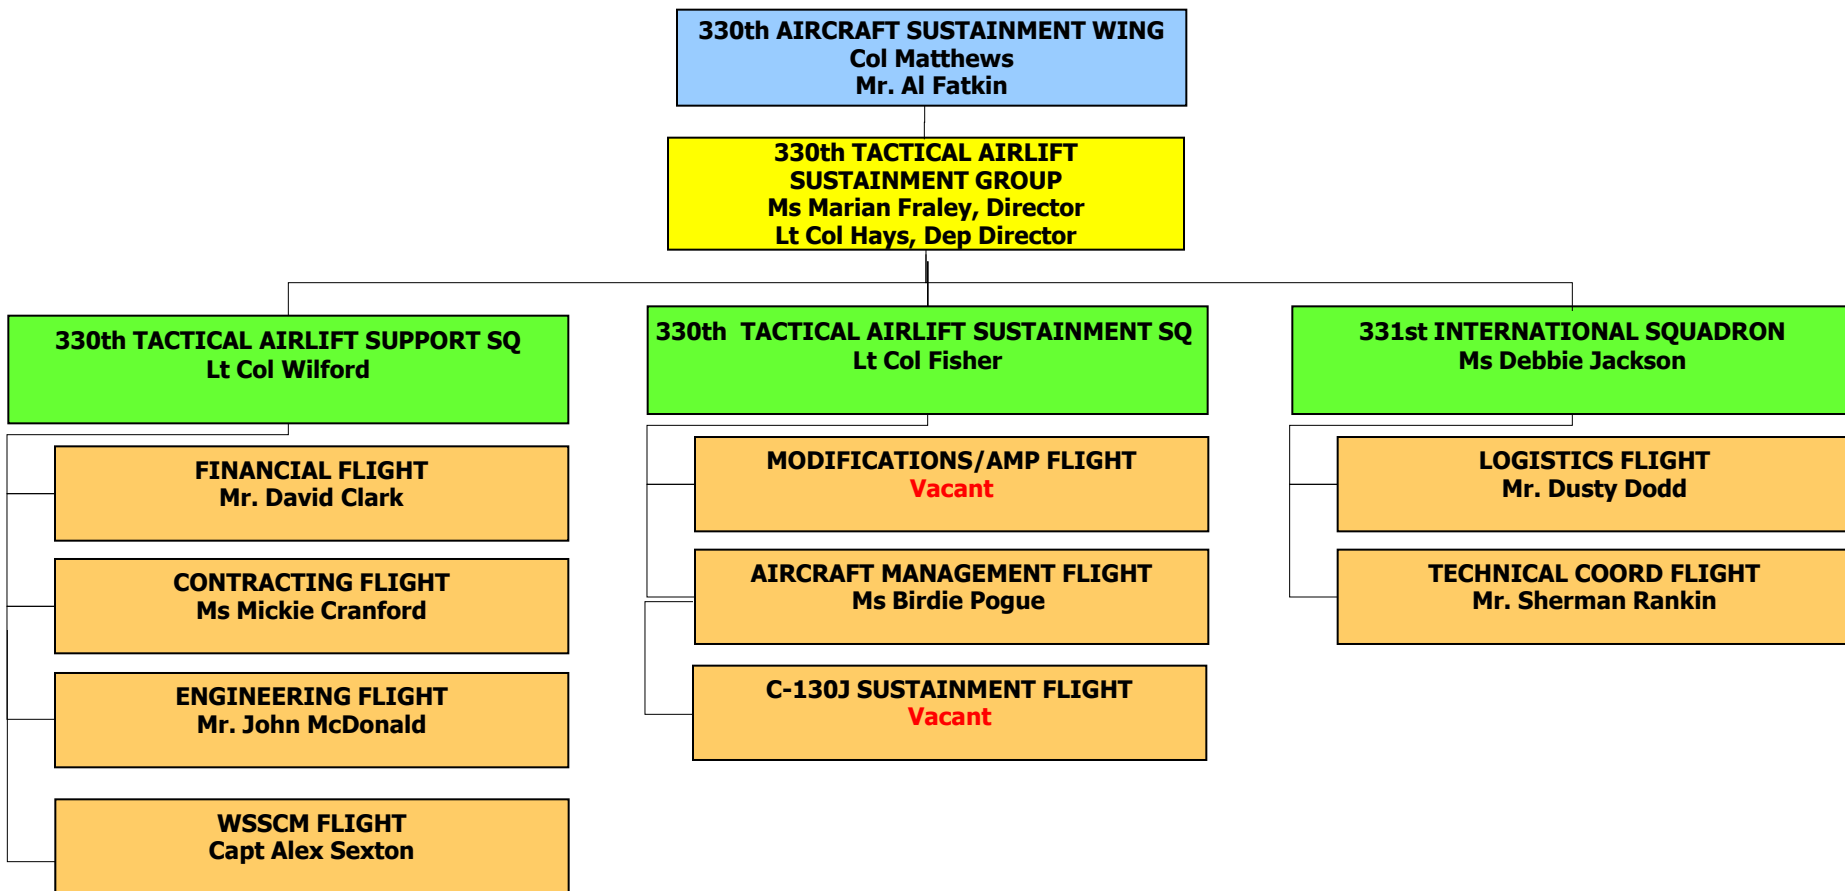 330th AIRCRAFT SUSTAINMENT WING
Col Matthews
Mr. Al Fatkin
330th TACTICAL AIRLIFT
SUSTAINMENT GROUP
Ms Marian Fraley, Director
Lt Col Hays, Dep Director
330th TACTICAL AIRLIFT SUPPORT SQ
Lt Col Wilford
FINANCIAL FLIGHT
Mr. David Clark
CONTRACTING FLIGHT
Ms Mickie Cranford
ENGINEERING FLIGHT
Mr. John McDonald
WSSCM FLIGHT
Capt Alex Sexton
330th TACTICAL AIRLIFT SUSTAINMENT SQ
Lt Col Fisher
MODIFICATIONS/AMP FLIGHT
Vacant
AIRCRAFT MANAGEMENT FLIGHT
Ms Birdie Pogue
C-130J SUSTAINMENT FLIGHT
Vacant
331st INTERNATIONAL SQUADRON
Ms Debbie Jackson
LOGISTICS FLIGHT
Mr. Dusty Dodd
TECHNICAL COORD FLIGHT
Mr. Sherman Rankin